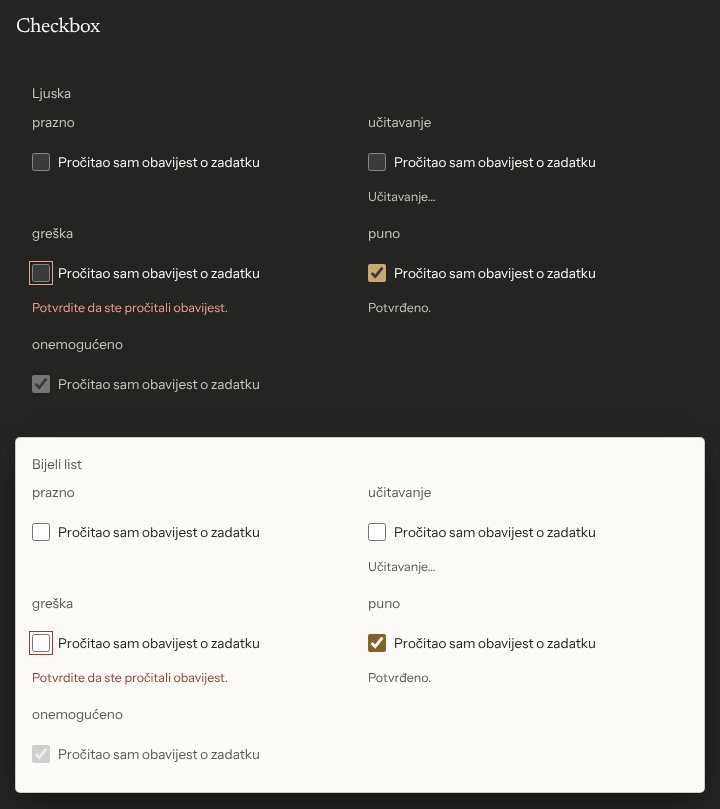 Checkbox
Ljuska
prazno
učitavanje
Pročitao sam obavijest o zadatku
Pročitao sam obavijest o zadatku
Učitavanje…
greška
puno
Pročitao sam obavijest o zadatku
Pročitao sam obavijest o zadatku
Potvrdite da ste pročitali obavijest.
Potvrđeno.
onemogućeno
Pročitao sam obavijest o zadatku
Bijeli list
prazno
učitavanje
Pročitao sam obavijest o zadatku
Pročitao sam obavijest o zadatku
Učitavanje…
greška
puno
Pročitao sam obavijest o zadatku
Pročitao sam obavijest o zadatku
Potvrdite da ste pročitali obavijest.
Potvrđeno.
onemogućeno
Pročitao sam obavijest o zadatku